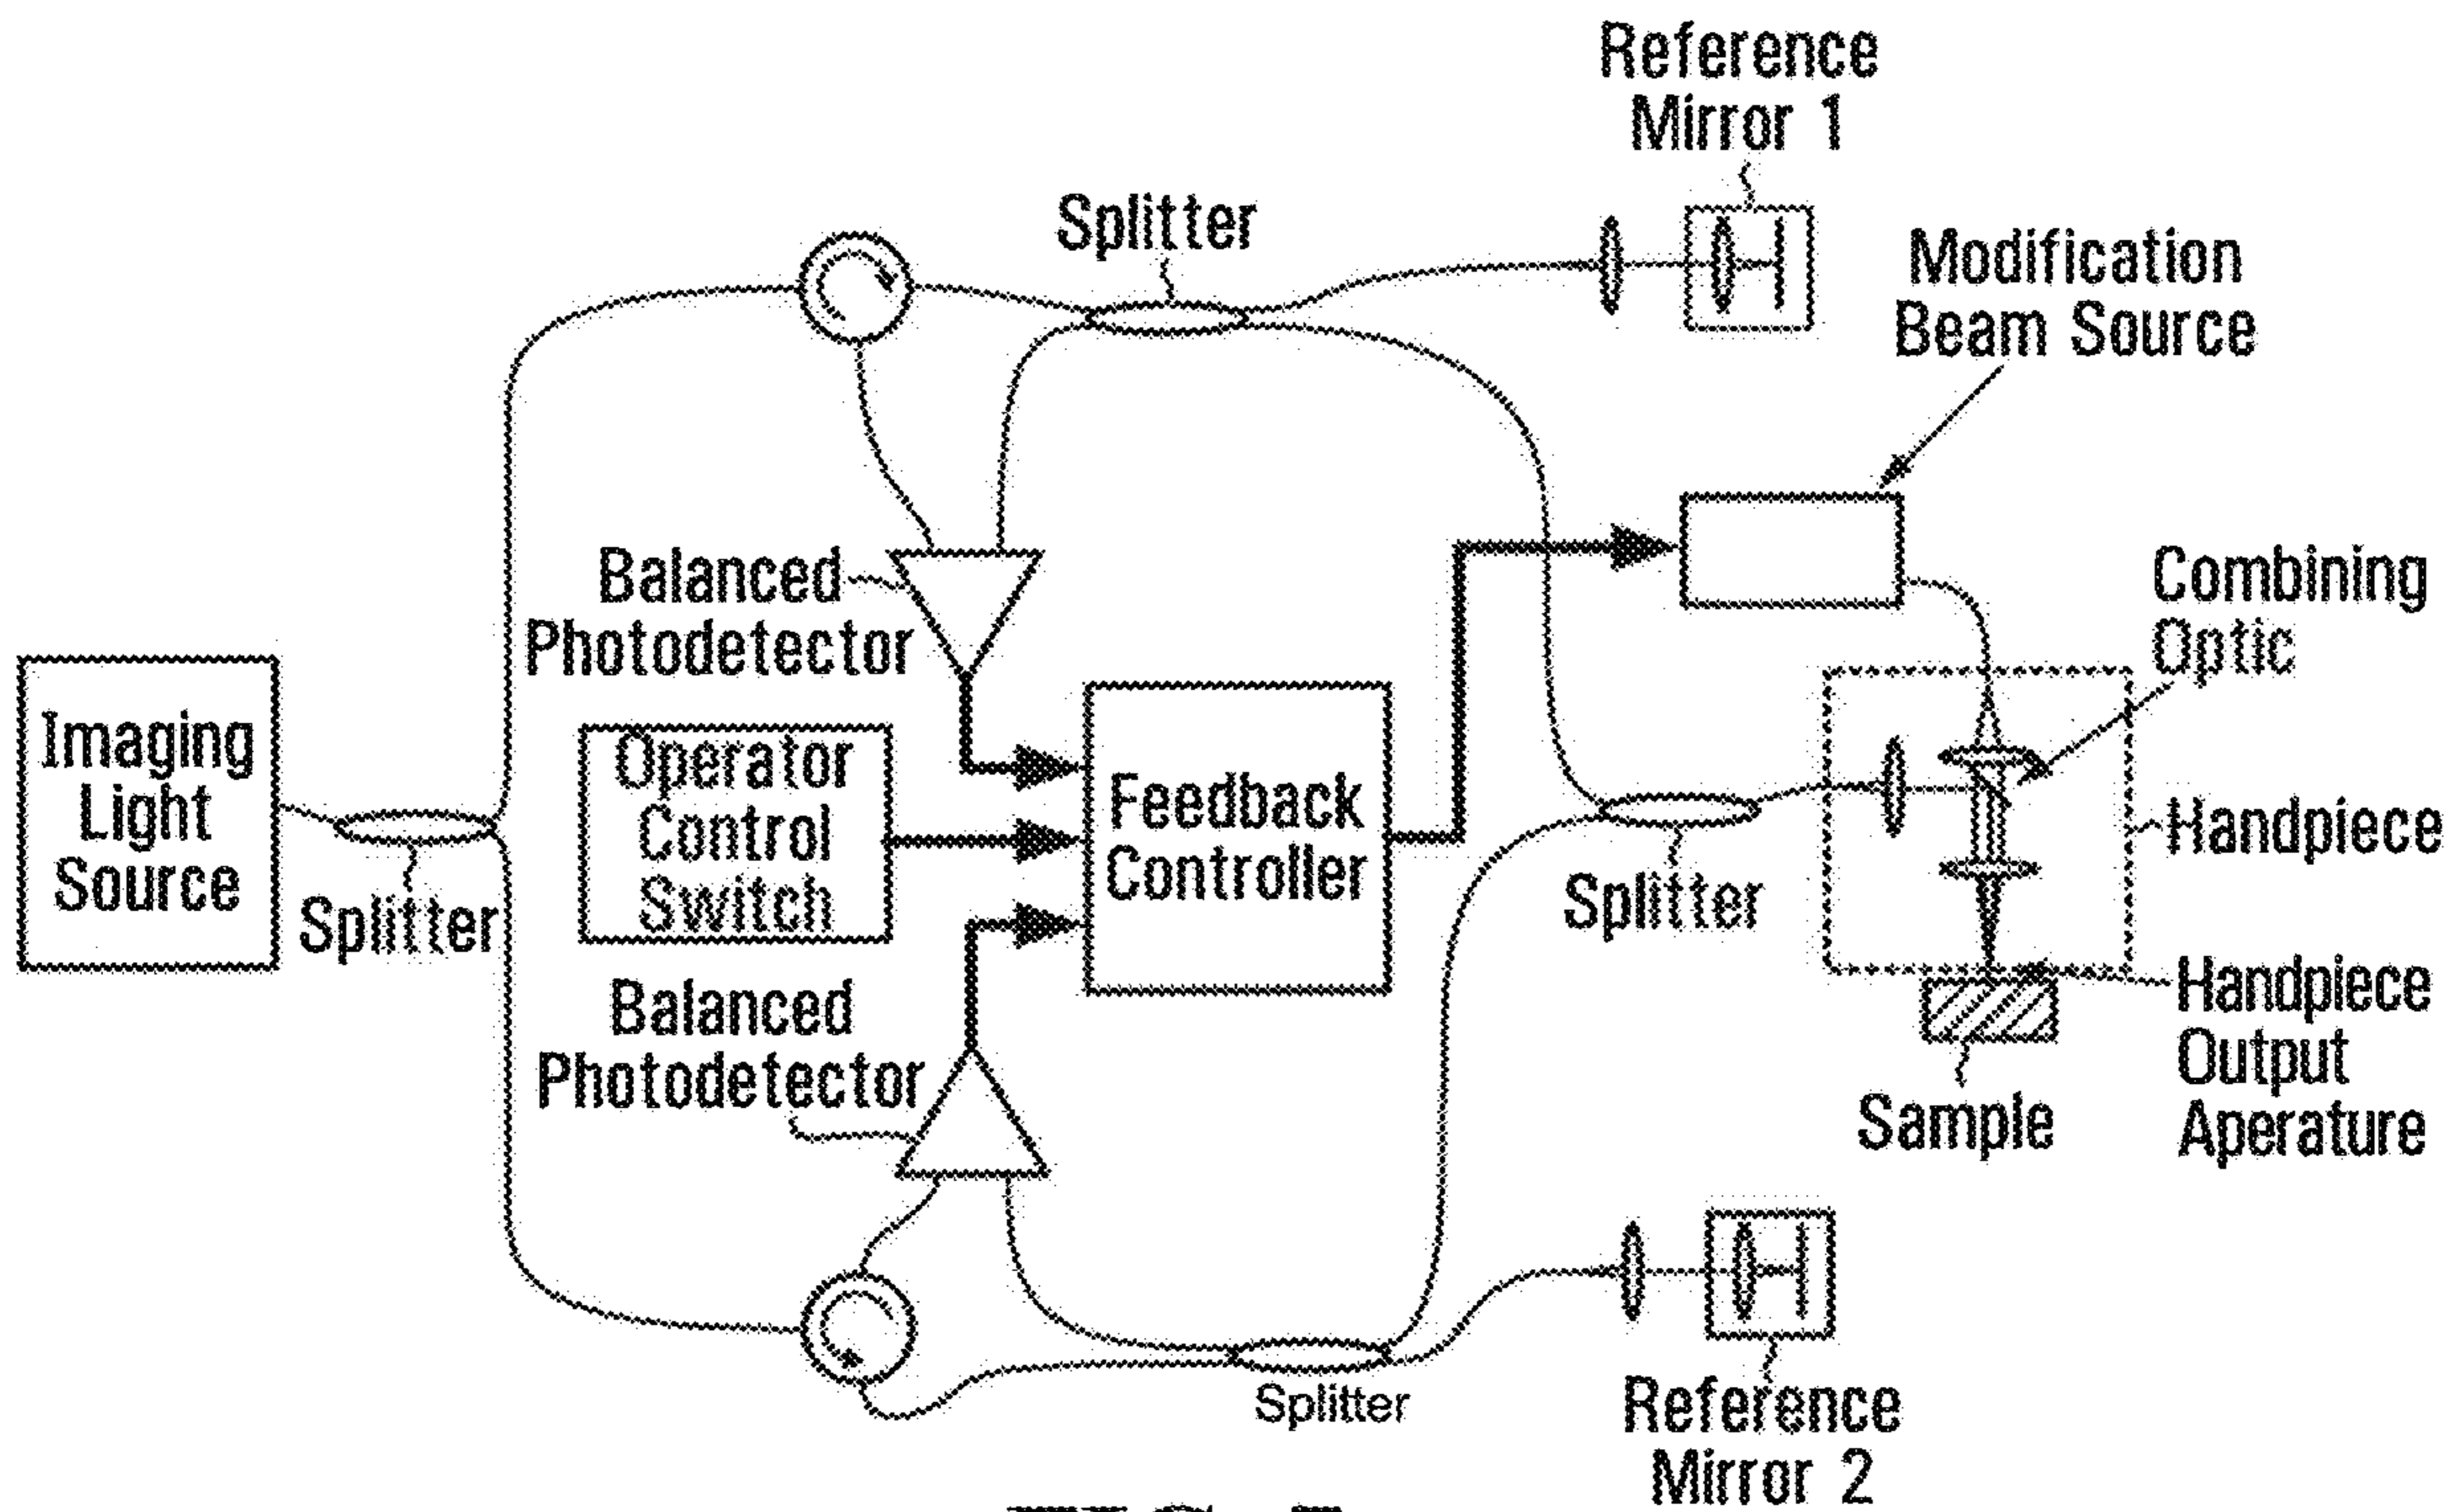 Reference
Mirror 1
Splitter
Modification
Beam Source
Balanced
Photodetector
Combining
Optic
Imaging
Light
Source
Splitter
Operator
Control
Switch
Feedback
Controller
Splitter
Handpiece
Handpiece
Output
Aperature
Sample
Balanced
Photodetector
Splitter
Reference
Mirror 2